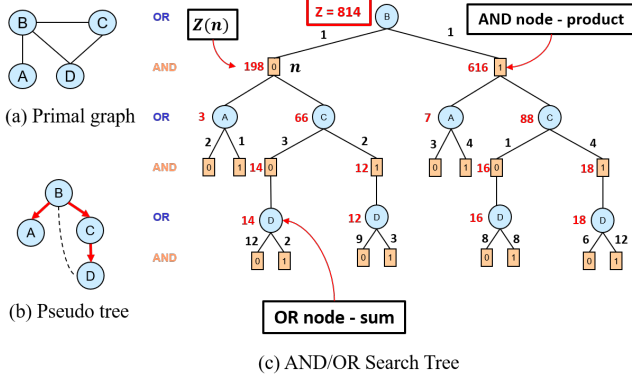 B
C
A
D
(a) Primal graph
B
A
C
D
(b) Pseudo tree
OR
Z = 814
B
Z(n)
AND node - product
1
1
AND
198
0
n
616
1
OR
3
A
66
C
7
A
88
C
2
1
3
2
3
4
1
4
AND
0
1
14
0
12
1
0
1
16
0
18
1
OR
14
D
12
D
16
D
18
D
12
2
9
3
8
8
6
12
AND
0
1
0
1
0
1
0
1
OR node - sum
(c) AND/OR Search Tree